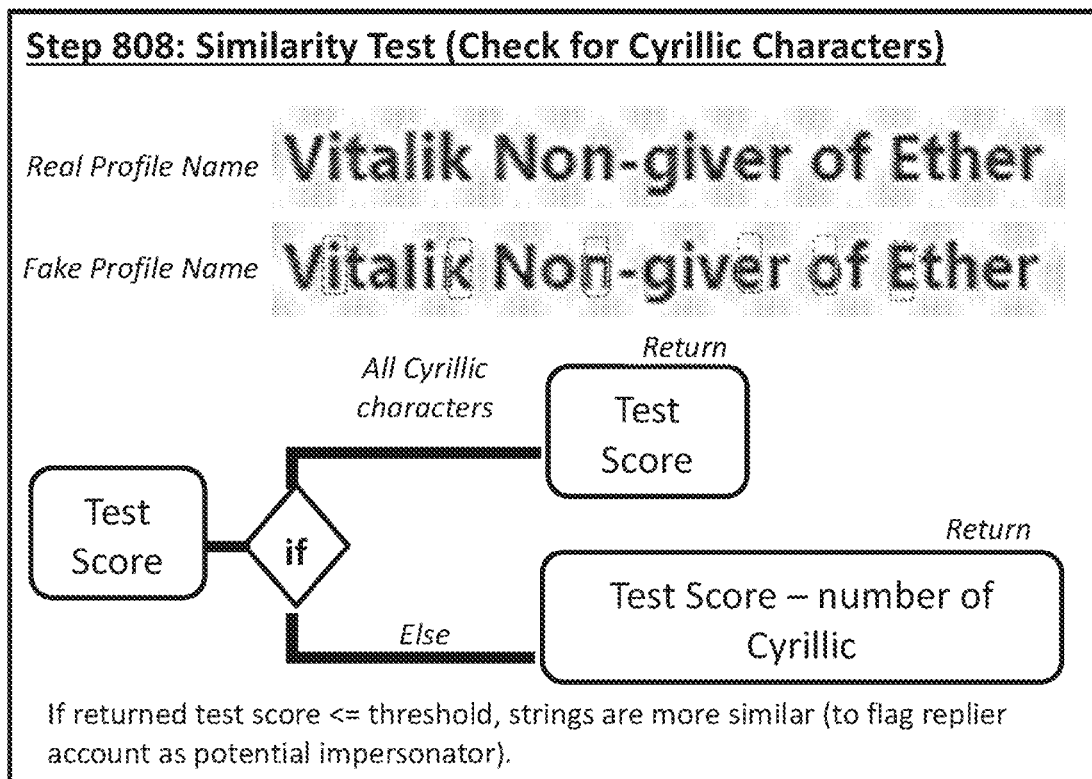 Step 808: Similarity Test (Check for Cyrillic Characters)
Real Profile Name Vitalik Non-giver of Ether
Fake Profile Name Vitalik Non-giver of Ether
All Cyrillic
characters
Return
Test
Score
Test
Score
if
Else
Return
Test Score – number of
Cyrillic
If returned test score <= threshold, strings are more similar (to flag replier
account as potential impersonator).